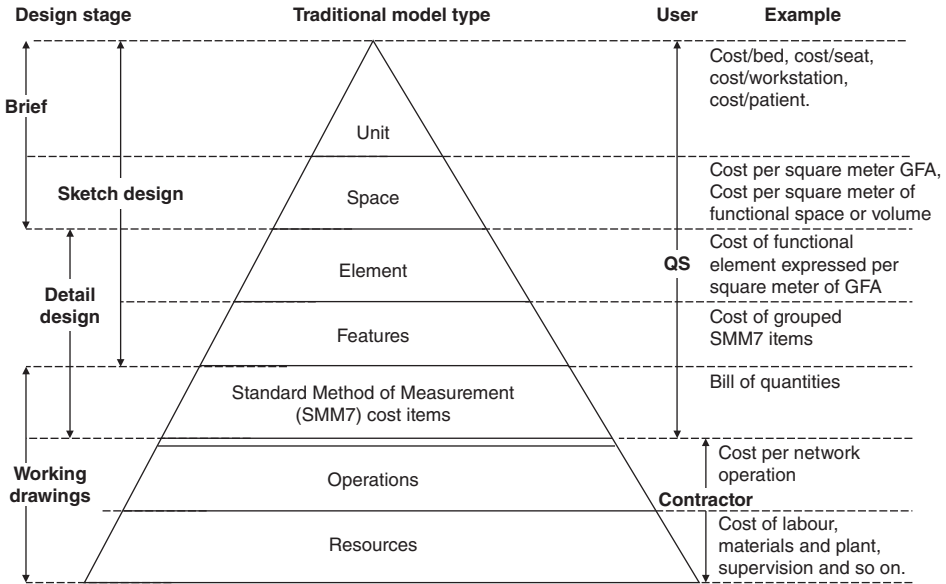 Design stage
Traditional model type
User
Example
Brief
Sketch design
Detail
design
Working
drawings
Unit
Space
Element
Features
Standard Method of Measurement
(SMM7) cost items
Operations
Resources
QS
Contractor
Cost/bed, cost/seat,
cost/workstation,
cost/patient.
Cost per square meter GFA,
Cost per square meter of
functional space or volume
Cost of functional
element expressed per
square meter of GFA
Cost of grouped
SMM7 items
Bill of quantities
Cost per network
operation
Cost of labour,
materials and plant,
supervision and so on.